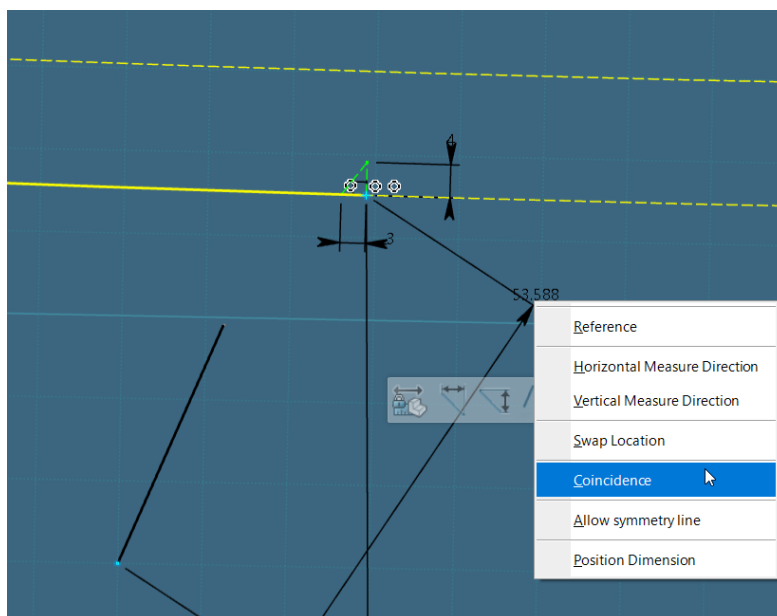 4
3
53,588
Reference
Horizontal Measure Direction
Vertical Measure Direction
Swap Location
Coincidence
Allow symmetry line
Position Dimension